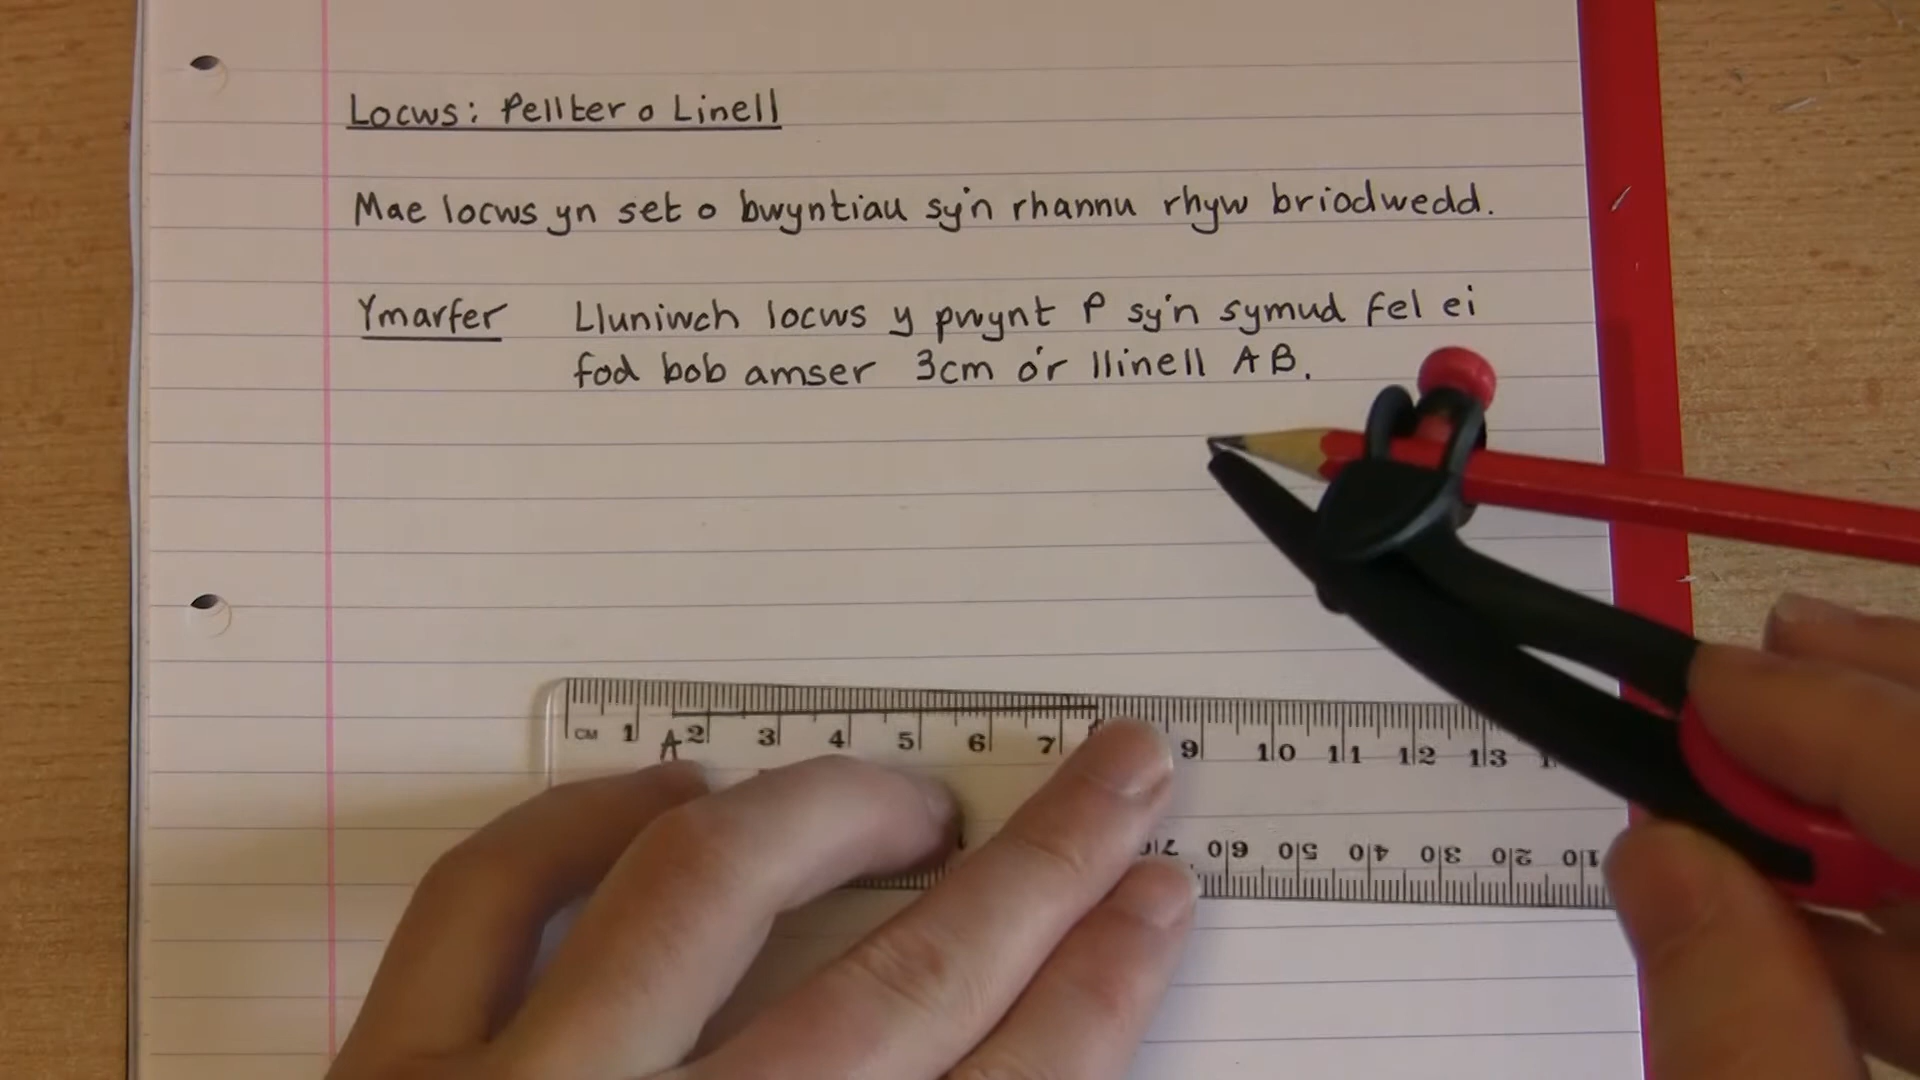 Locws: Pellter o Linell
Mae locws yn set o bwyntiau sy'n rhannu rhyw briodwedd.
Ymarfer Lluniwch locws y pwynt P sy'n symud fel ei
fod bob amser 3cm o'r llinell AB.
A
CM 1 2 3 4 5 6 7 9 10 11 12 13
60 50 40 30 20 10